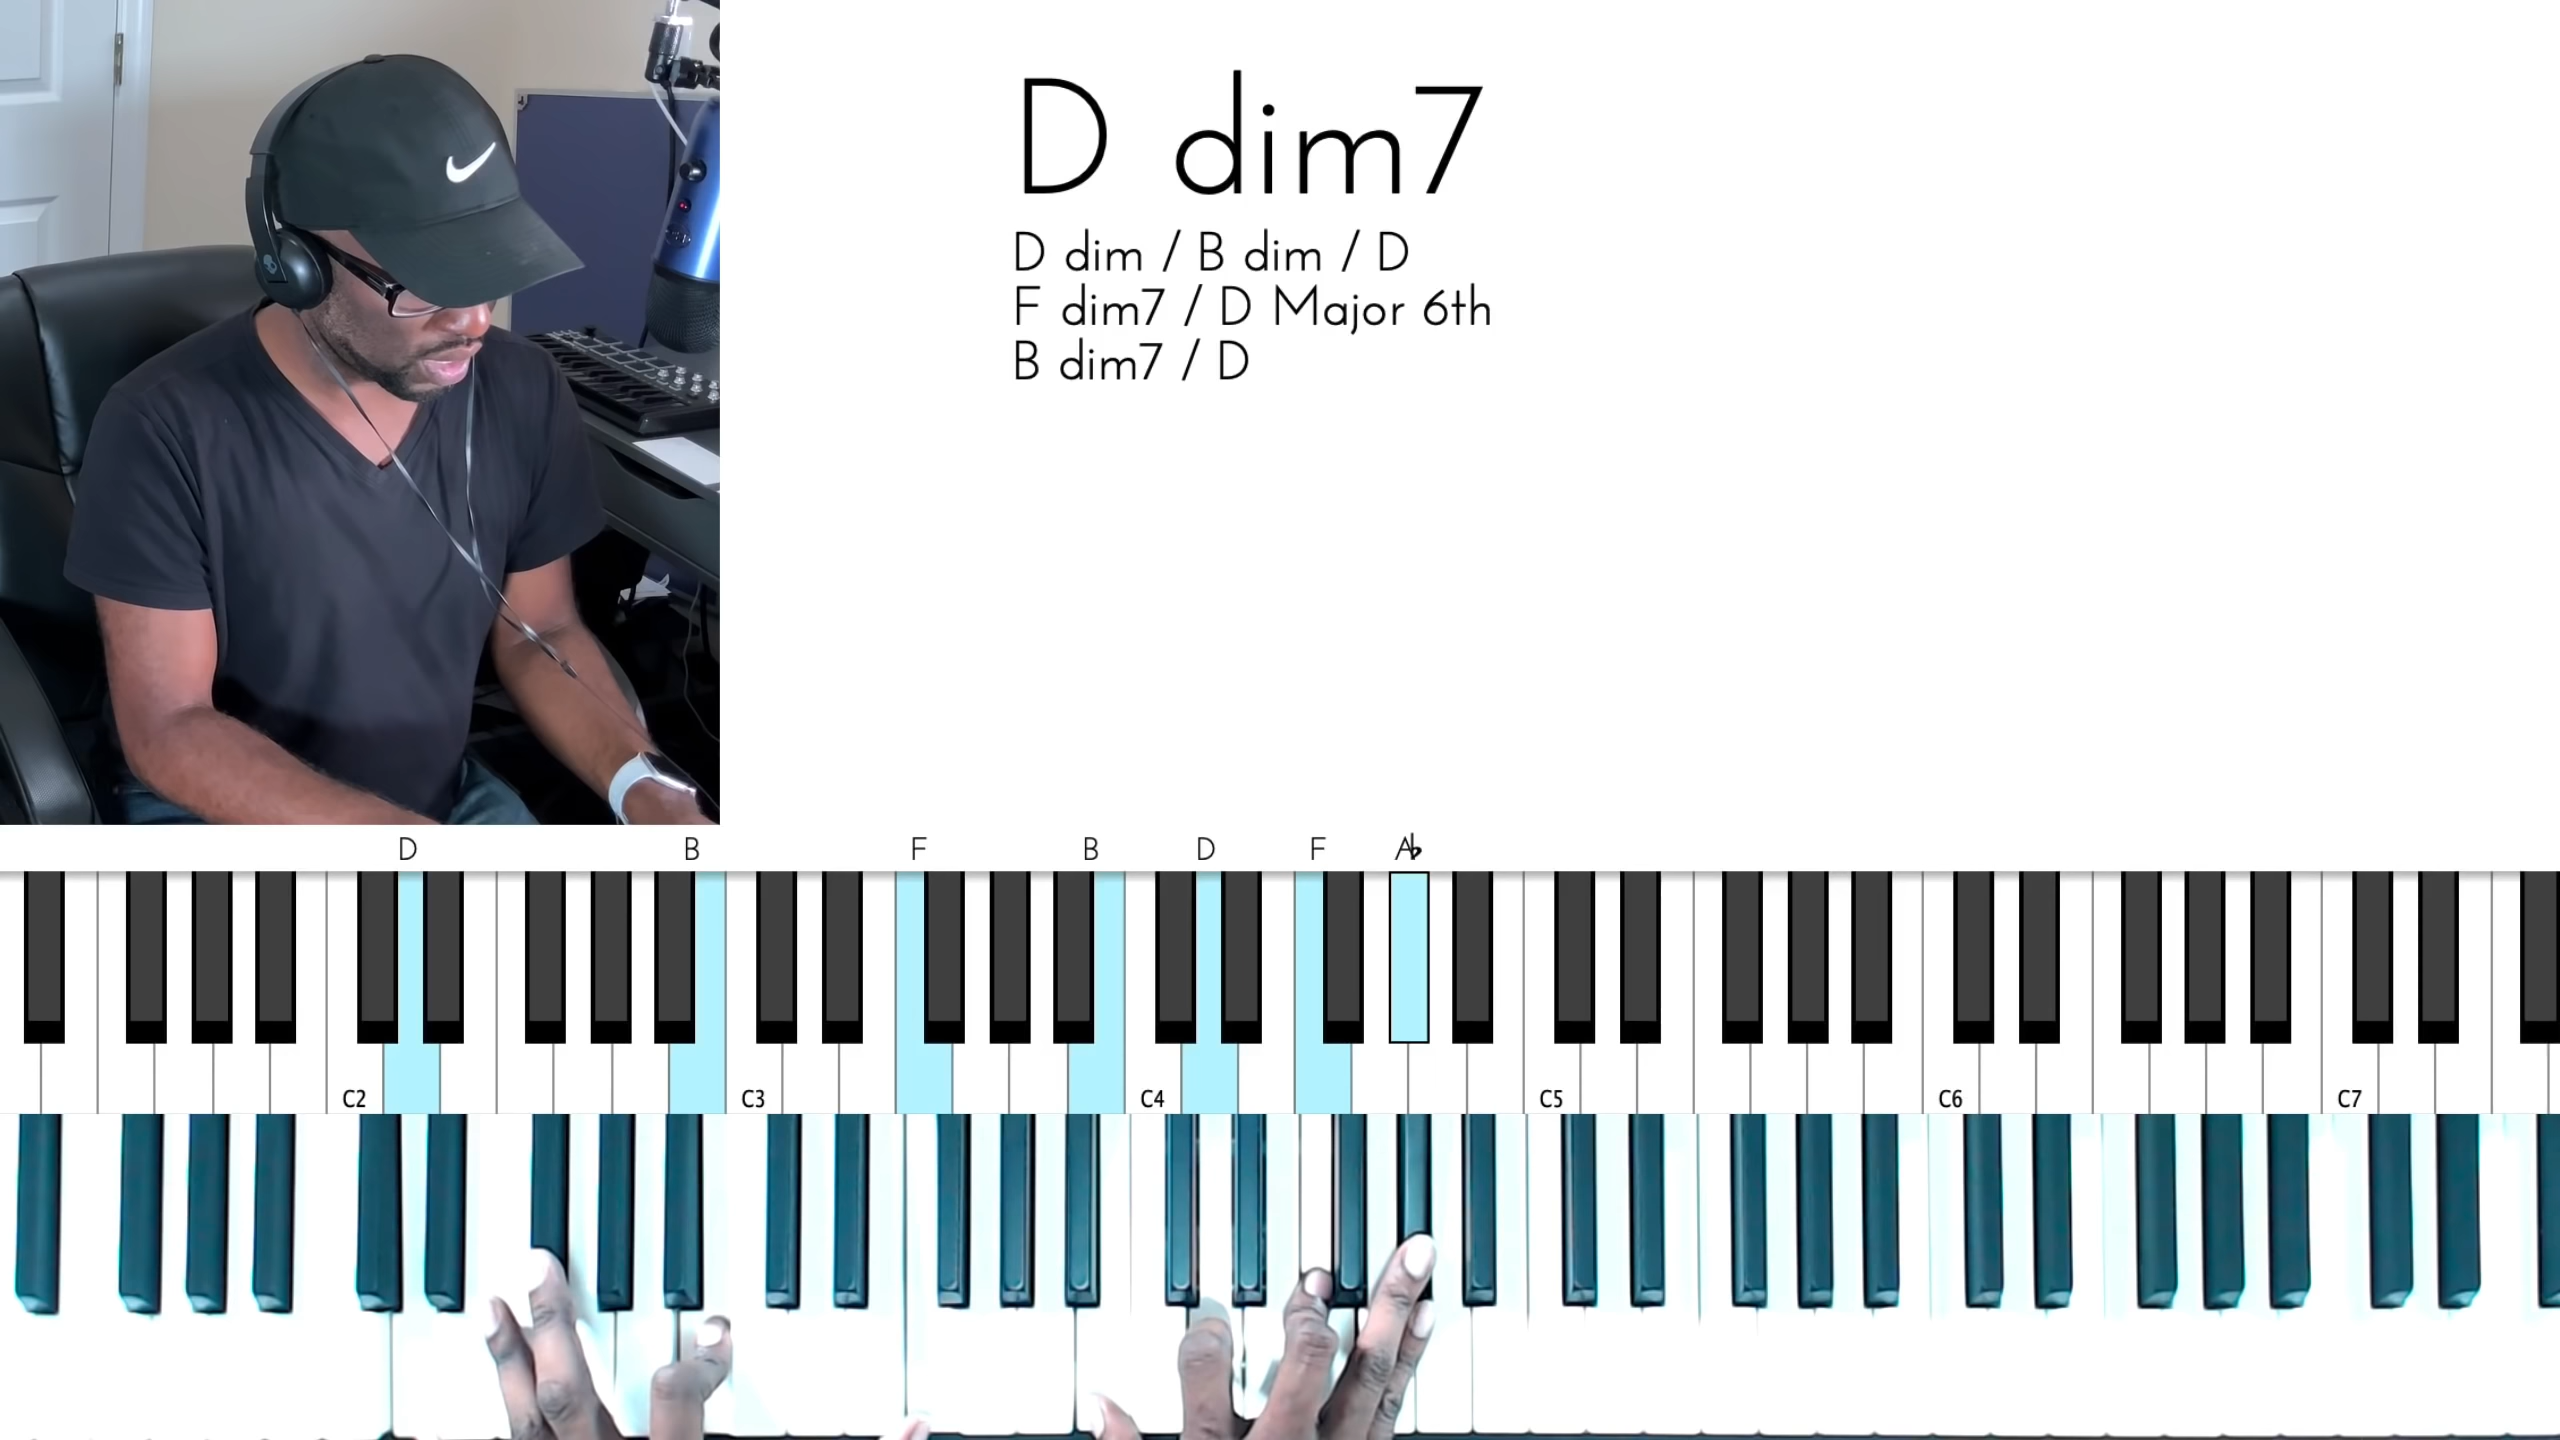 D dim7
D dim / B dim / D
F dim7 / D Major 6th
B dim7 / D
D B F B D F A♭
C2 C3 C4 C5 C6 C7